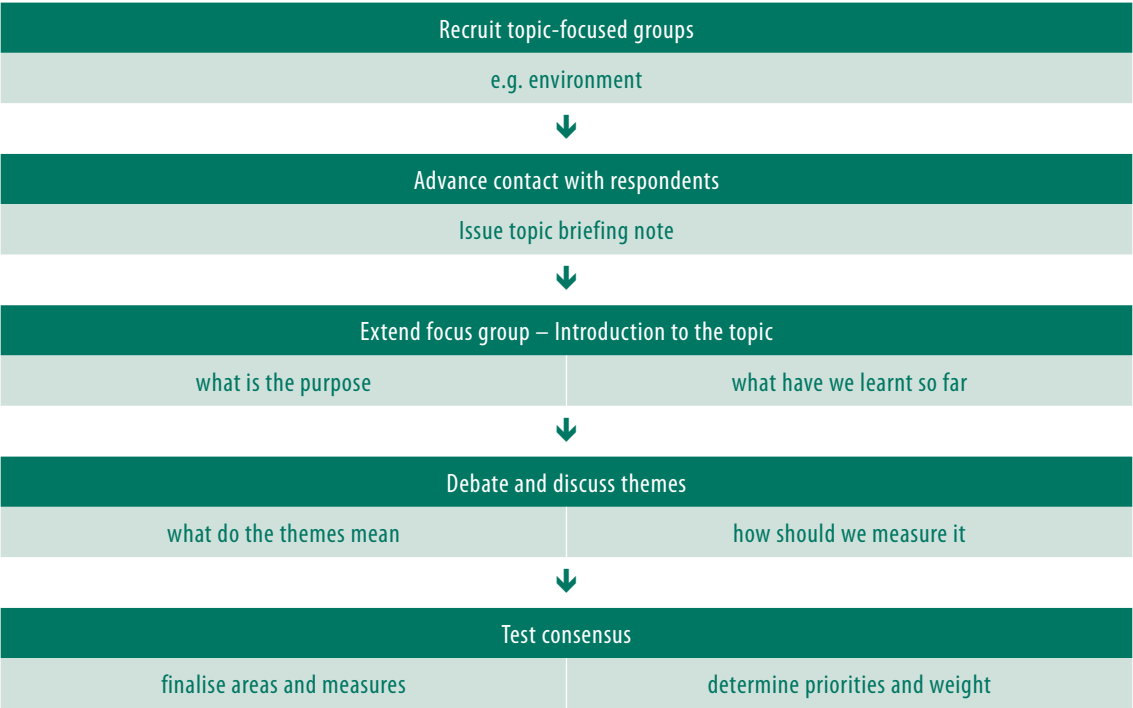 Recruit topic-focused groups
e.g. environment
Advance contact with respondents
Issue topic briefing note
Extend focus group – Introduction to the topic
what is the purpose
what have we learnt so far
Debate and discuss themes
what do the themes mean
how should we measure it
Test consensus
finalise areas and measures
determine priorities and weight